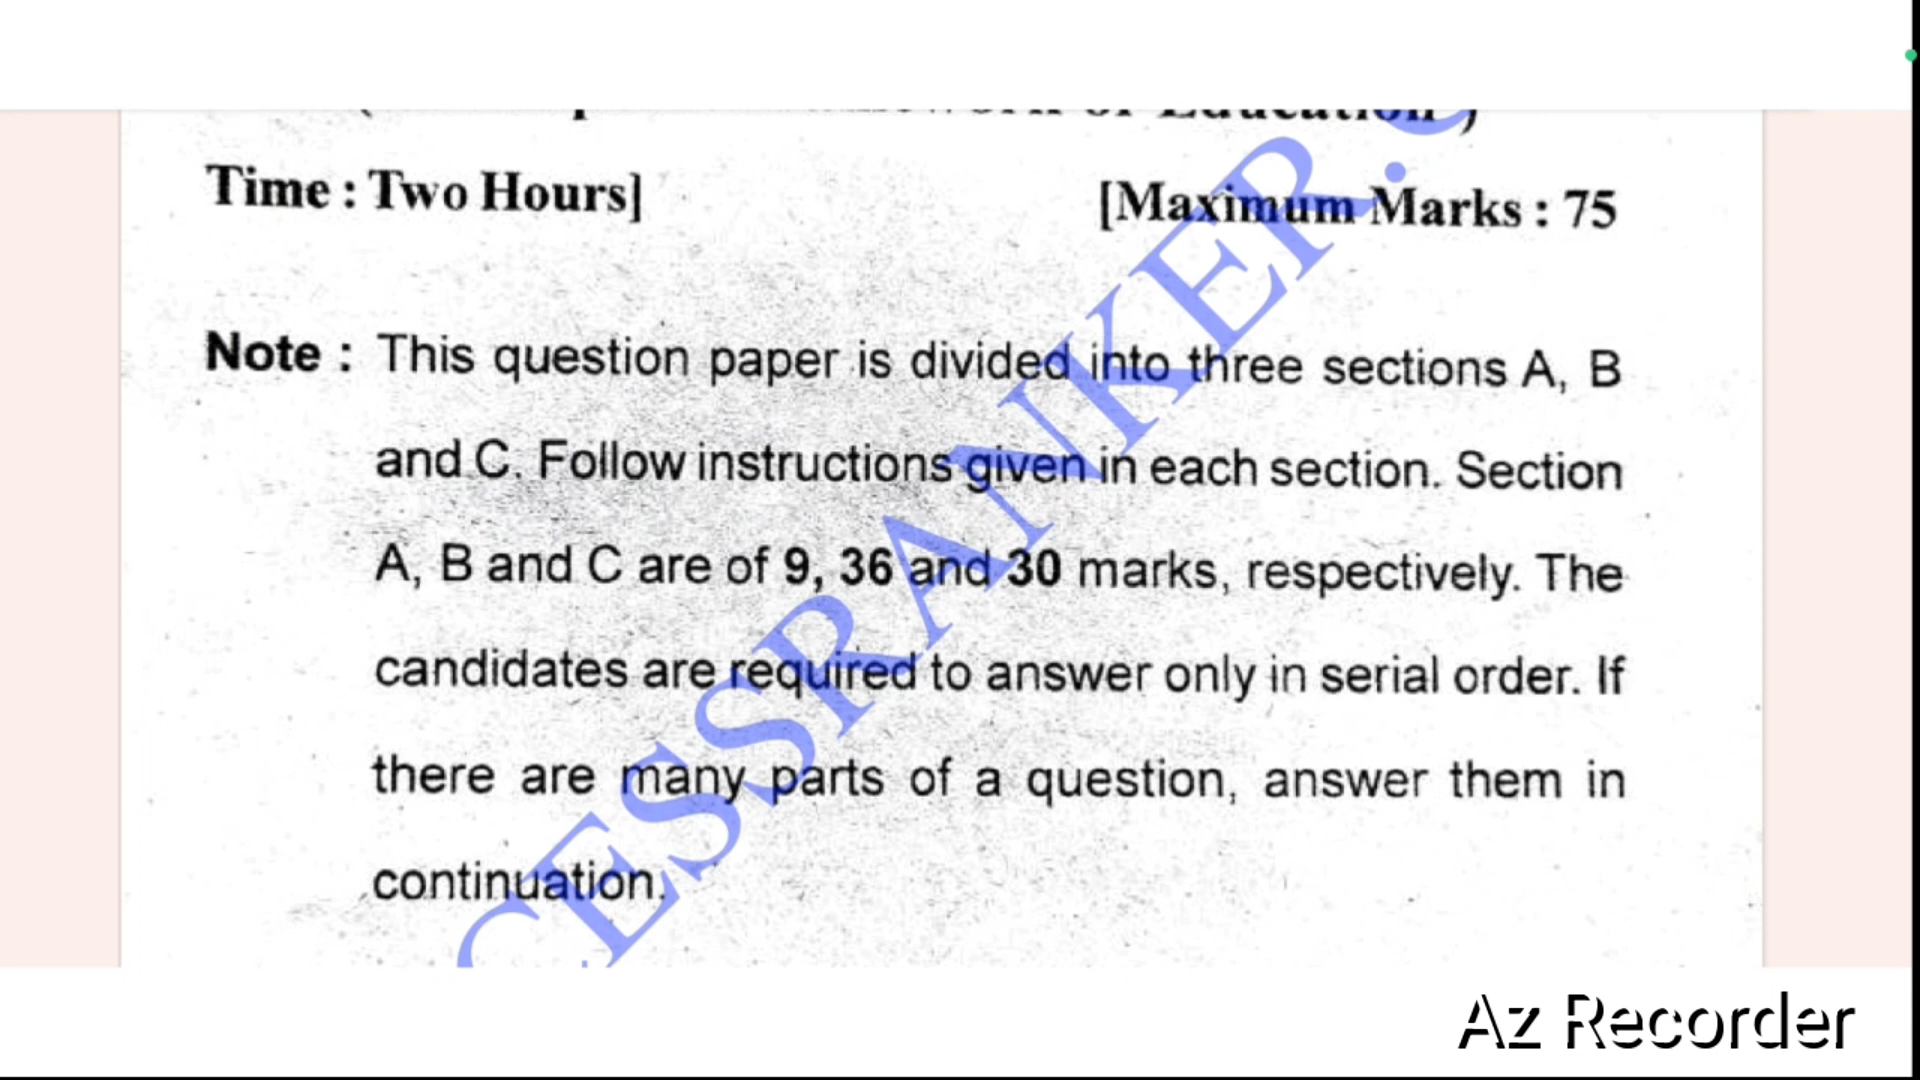 of Education )
Time : Two Hours]
[Maximum Marks : 75
Note : This question paper is divided into three sections A, B
and C. Follow instructions given in each section. Section
A, B and C are of 9, 36 and 30 marks, respectively. The
candidates are required to answer only in serial order. If
there are many parts of a question, answer them in
continuation.
CESSRANKER.
Az Recorder